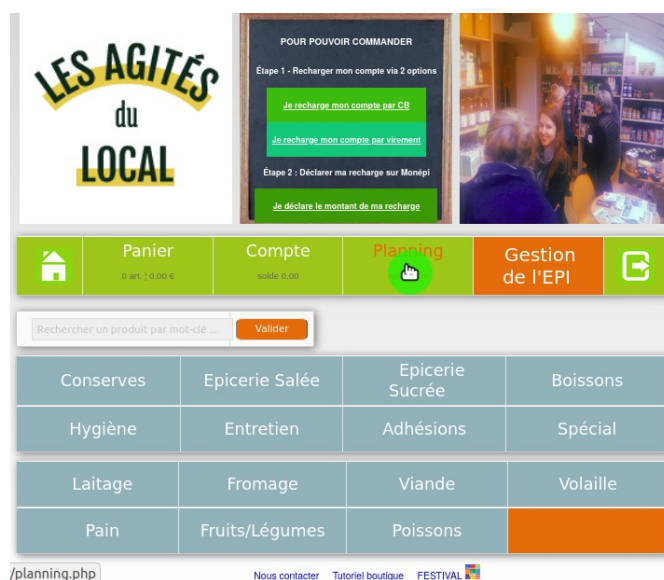 LES AGITÉS
du
LOCAL
POUR POUVOIR COMMANDER
Étape 1 - Recharger mon compte via 2 options
Je recharge mon compte par CB
Je recharge mon compte par virement
Étape 2 : Déclarer ma recharge sur Monépi
Je déclare le montant de ma recharge
Panier
0 art. ¦ 0.00 €
Compte
solde 0.00
Planning
Gestion
de l'EPI
Rechercher un produit par mot-clé ...
Valider
Conserves
Epicerie Salée
Epicerie
Sucrée
Boissons
Hygiène
Entretien
Adhésions
Spécial
Laitage
Fromage
Viande
Volaille
Pain
Fruits/Légumes
Poissons
/planning.php
Nous contacter Tutoriel boutique FESTIVAL